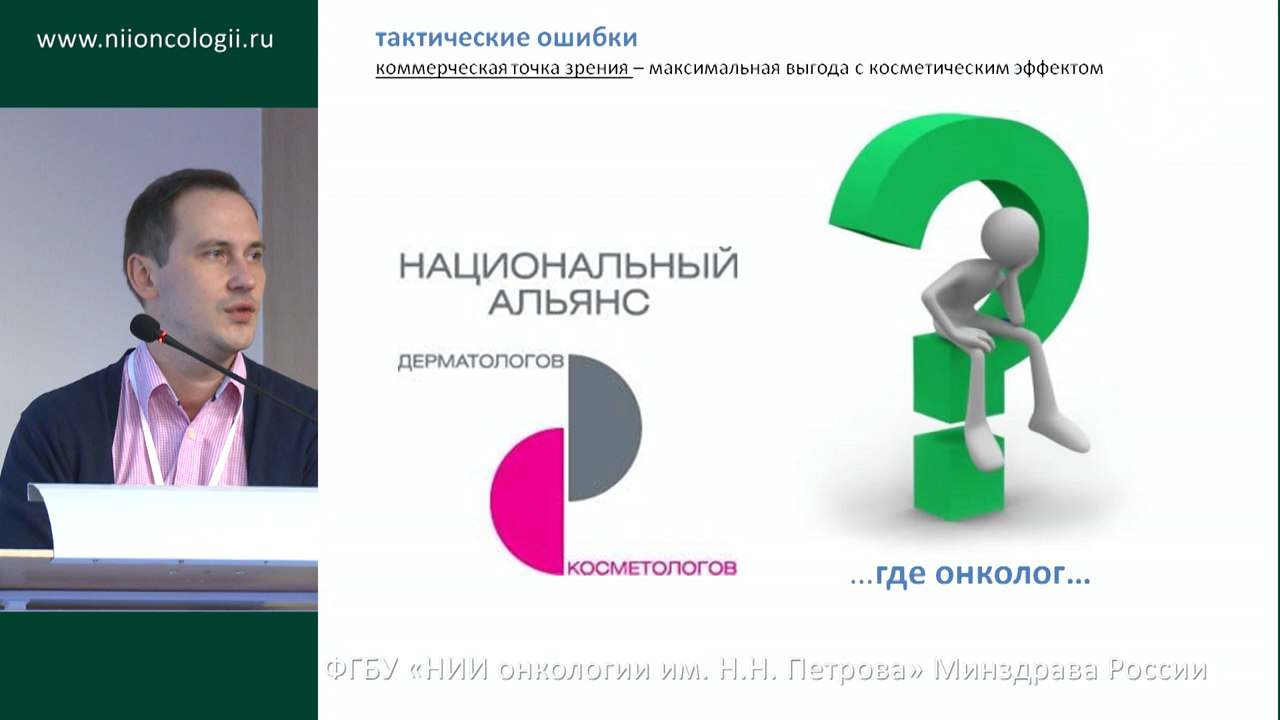 www.niioncologii.ru
тактические ошибки
коммерческая точка зрения – максимальная выгода с косметическим эффектом
НАЦИОНАЛЬНЫЙ
АЛЬЯНС
ДЕРМАТОЛОГОВ
КОСМЕТОЛОГОВ
...где онколог...
ФГБУ «НИИ онкологии им. Н.Н. Петрова» Минздрава России